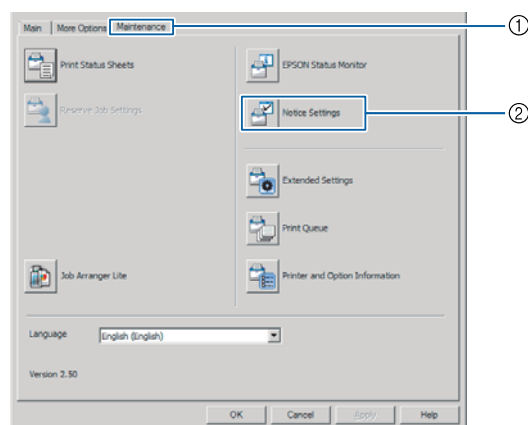 Main More Options Maintenance
①
Print Status Sheets
EPSON Status Monitor
Reserve Job Settings
Notice Settings
②
Extended Settings
Print Queue
Job Arranger Lite
Printer and Option Information
Language
English (English)
Version 2.50
OK Cancel Apply Help